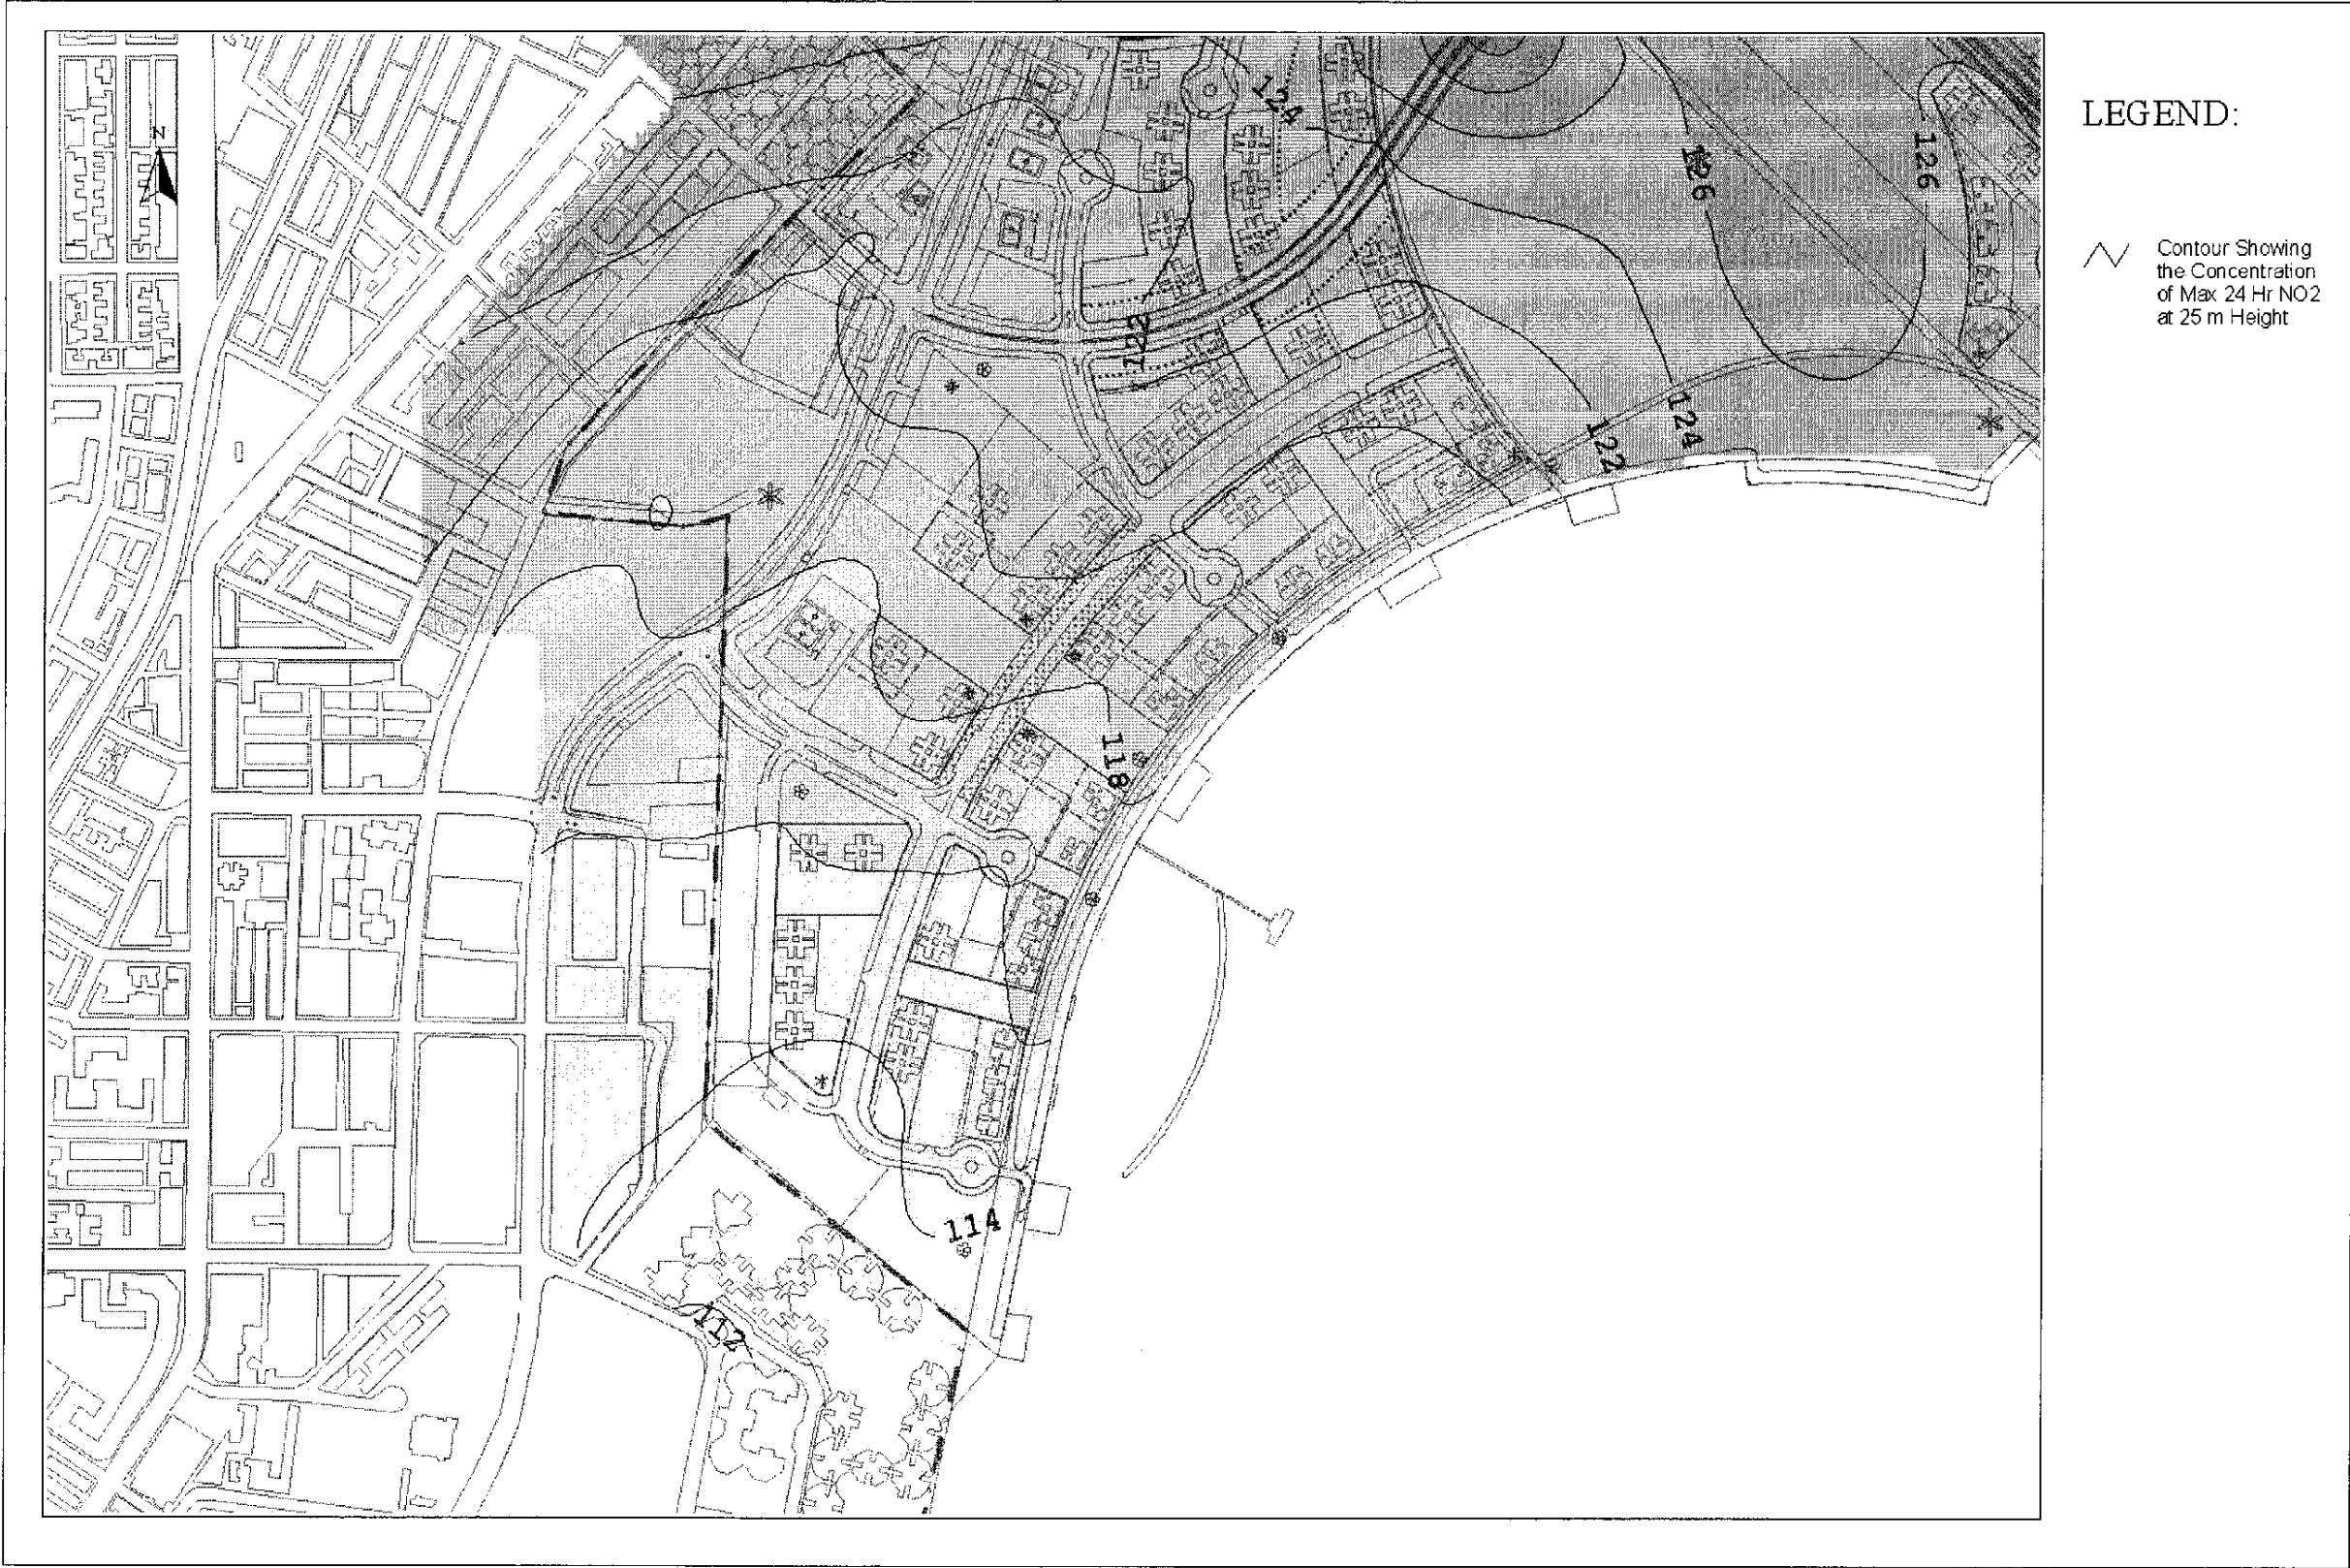 N
124
126
126
122
124
122
118
114
112
LEGEND:
Contour Showing
the Concentration
of Max 24 Hr NO2
at 25 m Height